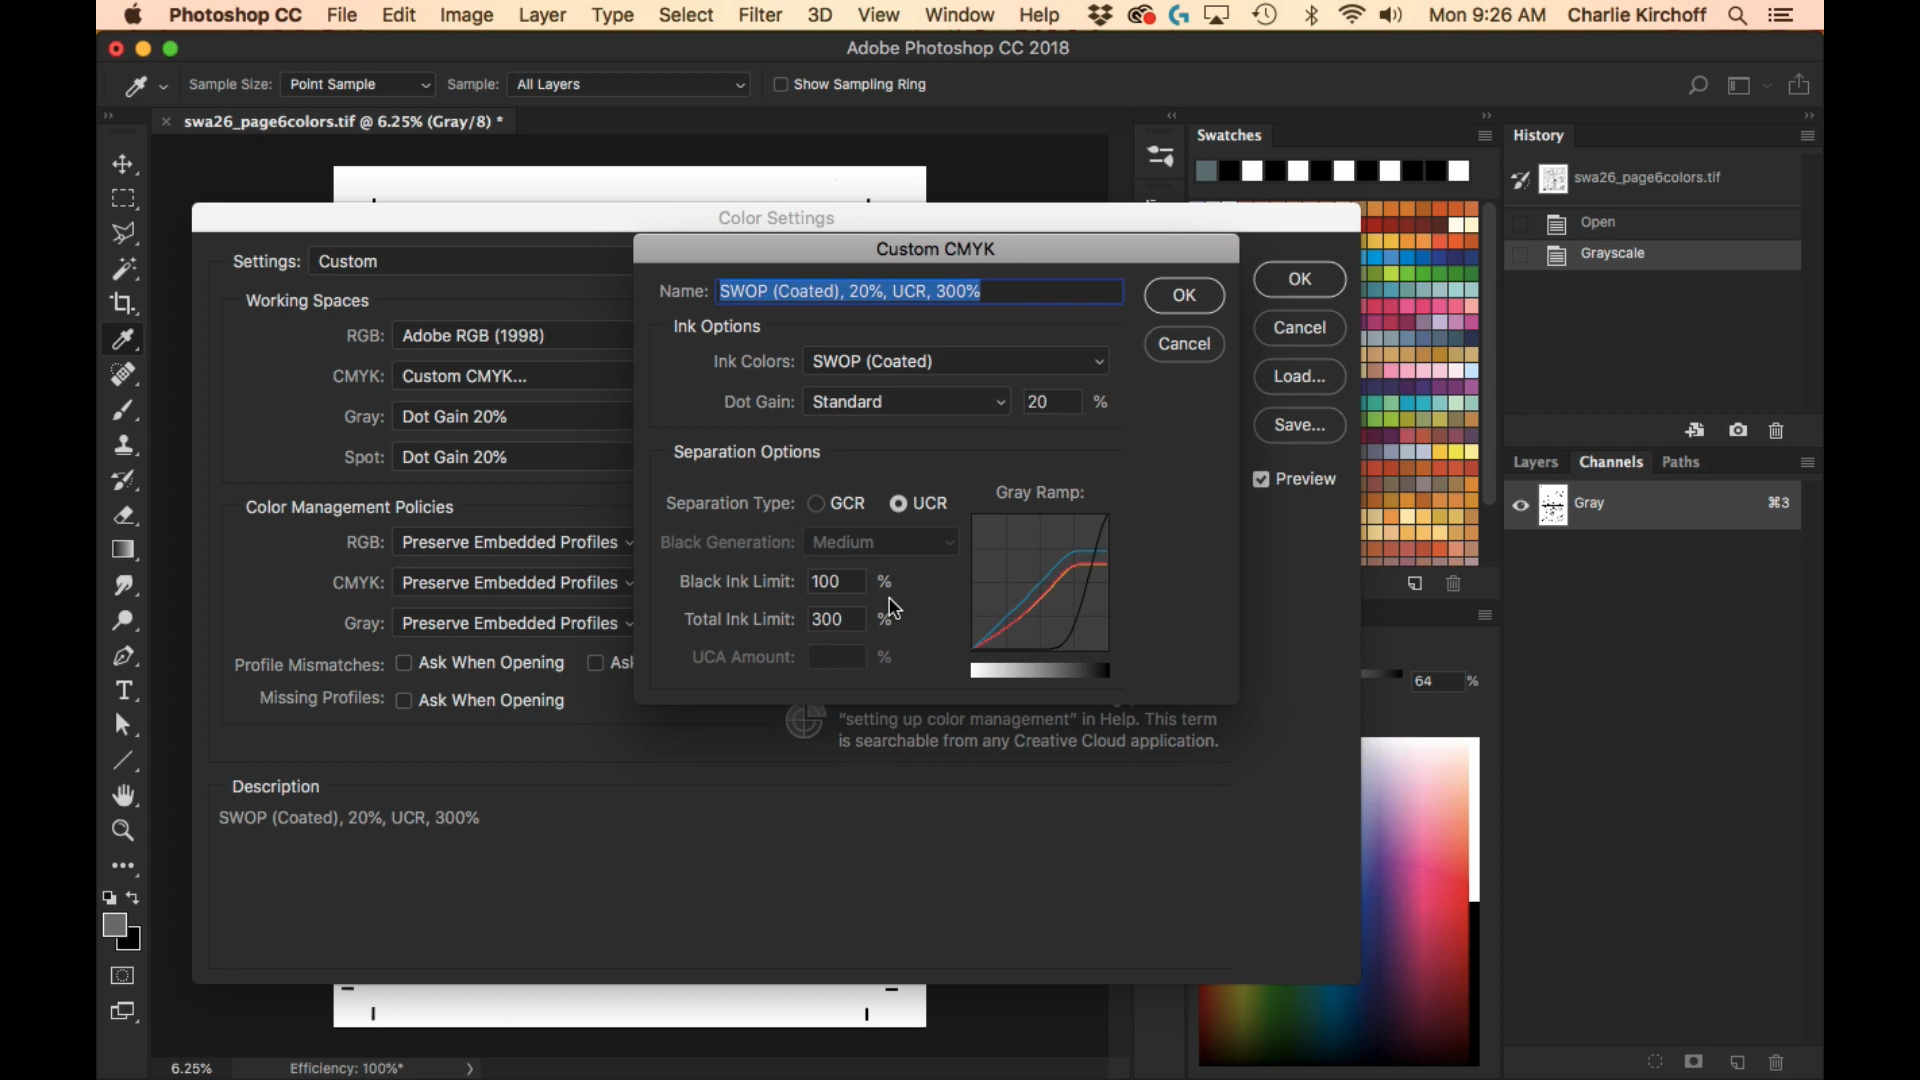 Photoshop CC File Edit Image Layer Type Select Filter 3D View Window Help Mon 9:26 AM Charlie Kirchoff
Adobe Photoshop CC 2018
Sample Size: Point Sample Sample: All Layers Show Sampling Ring
swa26_page6colors.tif @ 6.25% (Gray/8) *
Swatches
History
swa26_page6colors.tif
Open
Grayscale
Color Settings
Settings: Custom
Working Spaces
RGB: Adobe RGB (1998)
CMYK: Custom CMYK...
Gray: Dot Gain 20%
Spot: Dot Gain 20%
Color Management Policies
RGB: Preserve Embedded Profiles
CMYK: Preserve Embedded Profiles
Gray: Preserve Embedded Profiles
Profile Mismatches: Ask When Opening
Missing Profiles: Ask When Opening
Custom CMYK
Name: SWOP (Coated), 20%, UCR, 300%
OK
Cancel
Ink Options
Ink Colors: SWOP (Coated)
Dot Gain: Standard 20 %
Separation Options
Separation Type: GCR UCR
Gray Ramp:
Black Generation: Medium
Black Ink Limit: 100 %
Total Ink Limit: 300 %
UCA Amount: %
OK
Cancel
Load...
Save...
Preview
"setting up color management" in Help. This term
is searchable from any Creative Cloud application.
Description
SWOP (Coated), 20%, UCR, 300%
Layers Channels Paths
Gray ⌘3
64 %
6.25% Efficiency: 100%*